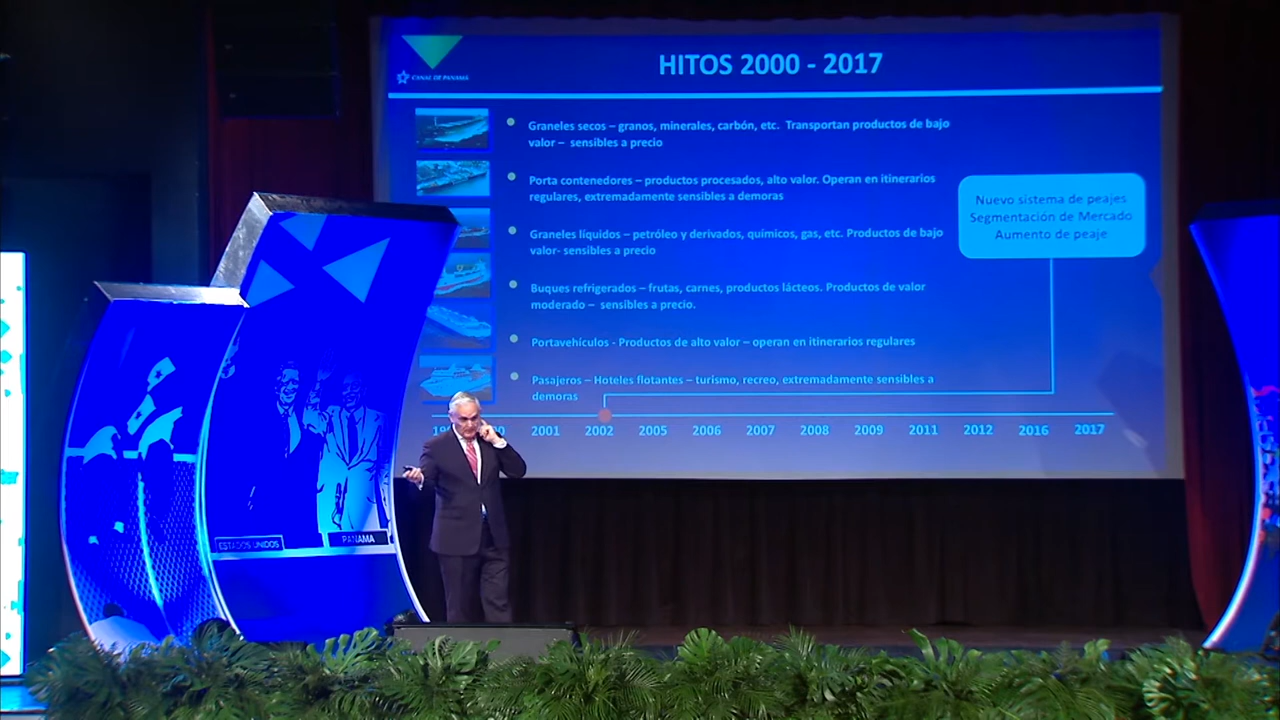 HITOS 2000 - 2017
CANAL DE PANAMÁ
Graneles secos – granos, minerales, carbón, etc. Transportan productos de bajo
valor – sensibles a precio
Porta contenedores – productos procesados, alto valor. Operan en itinerarios
regulares, extremadamente sensibles a demoras
Graneles líquidos – petróleo y derivados, químicos, gas, etc. Productos de bajo
valor- sensibles a precio
Buques refrigerados – frutas, carnes, productos lácteos. Productos de valor
moderado – sensibles a precio.
Portavehículos - Productos de alto valor – operan en itinerarios regulares
Pasajeros – Hoteles flotantes – turismo, recreo, extremadamente sensibles a
demoras
Nuevo sistema de peajes
Segmentación de Mercado
Aumento de peaje
2001 2002 2005 2006 2007 2008 2009 2011 2012 2016 2017
ESTADOS UNIDOS
PANAMA